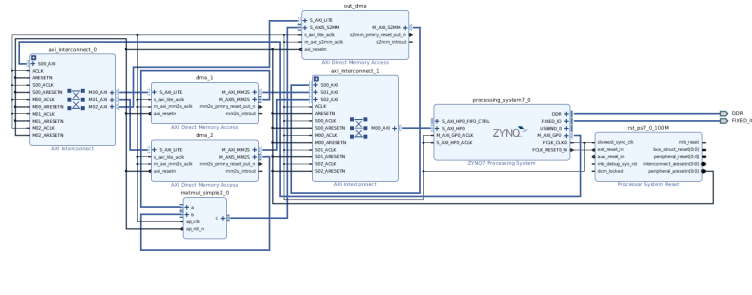 out_dma
S_AXI_LITE
S_AXIS_S2MM
s_axi_lite_aclk
m_axi_s2mm_aclk
axi_resetn
M_AXI_S2MM
s2mm_prmry_reset_out_n
s2mm_introut
AXI Direct Memory Access
axi_interconnect_0
S00_AXI
ACLK
ARESETN
S00_ACLK
S00_ARESETN
M00_ACLK
M00_ARESETN
M01_ACLK
M01_ARESETN
M02_ACLK
M02_ARESETN
M00_AXI
M01_AXI
M02_AXI
AXI Interconnect
dma_1
S_AXI_LITE
s_axi_lite_aclk
m_axi_mm2s_aclk
axi_resetn
M_AXI_MM2S
M_AXIS_MM2S
mm2s_prmry_reset_out_n
mm2s_introut
AXI Direct Memory Access
dma_2
S_AXI_LITE
s_axi_lite_aclk
m_axi_mm2s_aclk
axi_resetn
M_AXI_MM2S
M_AXIS_MM2S
mm2s_prmry_reset_out_n
mm2s_introut
AXI Direct Memory Access
matmul_simple2_0
a
b
ap_clk
ap_rst_n
c
axi_interconnect_1
S00_AXI
S01_AXI
S02_AXI
ACLK
ARESETN
S00_ACLK
S00_ARESETN
M00_ACLK
M00_ARESETN
S01_ACLK
S01_ARESETN
S02_ACLK
S02_ARESETN
M00_AXI
AXI Interconnect
processing_system7_0
S_AXI_HP0_FIFO_CTRL
S_AXI_HP0
M_AXI_GP0_ACLK
S_AXI_HP0_ACLK
ZYNQ
DDR
FIXED_IO
USBIND_0
M_AXI_GP0
FCLK_CLK0
FCLK_RESET0_N
ZYNQ7 Processing System
rst_ps7_0_100M
slowest_sync_clk
ext_reset_in
aux_reset_in
mb_debug_sys_rst
dcm_locked
mb_reset
bus_struct_reset[0:0]
peripheral_reset[0:0]
interconnect_aresetn[0:0]
peripheral_aresetn[0:0]
Processor System Reset
DDR